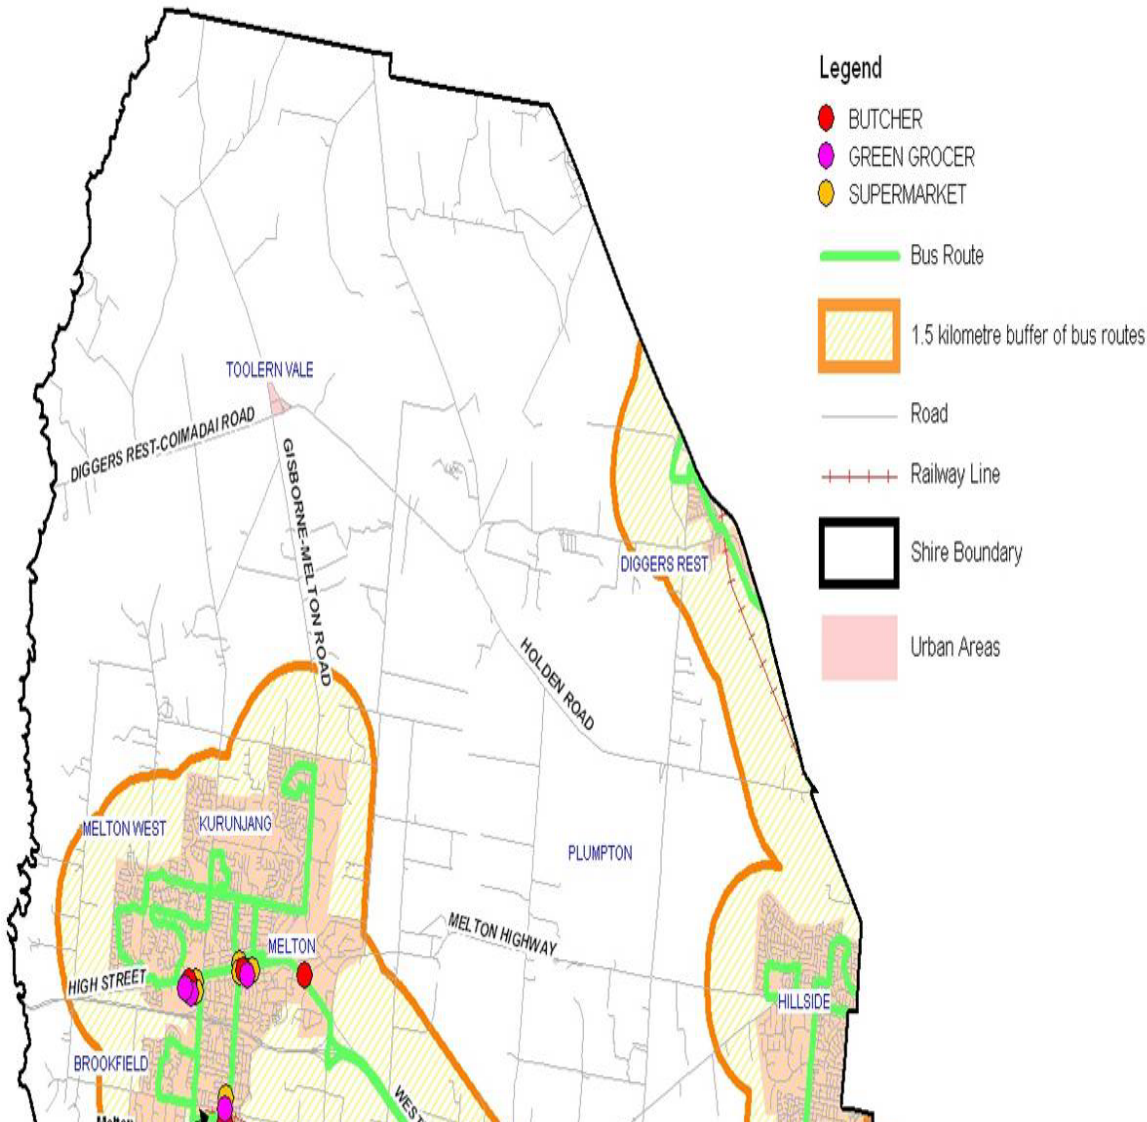 Legend
BUTCHER
GREEN GROCER
SUPERMARKET
Bus Route
1.5 kilometre buffer of bus routes
Road
Railway Line
Shire Boundary
Urban Areas
TOOLERN VALE
DIGGERS REST-COIMADAI ROAD
GISBORNE-MELTON ROAD
DIGGERS REST
HOLDEN ROAD
MELTON WEST
KURUNJANG
PLUMPTON
MELTON HIGHWAY
MELTON
HIGH STREET
HILLSIDE
BROOKFIELD
WEST
Melton